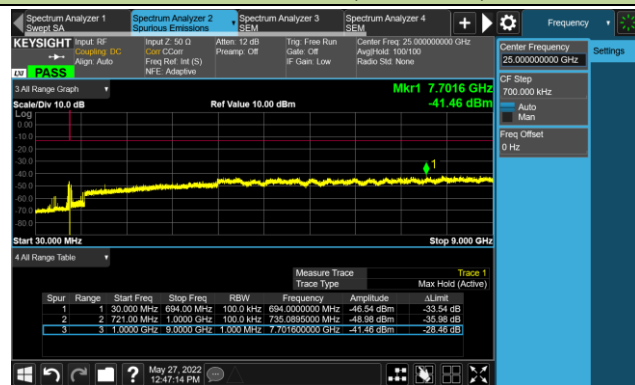 Spectrum Analyzer 1
Swept SA
Spectrum Analyzer 2
Spurious Emissions
Spectrum Analyzer 3
SEM
Spectrum Analyzer 4
SEM
Frequency
KEYSIGHT
Input: RF
Coupling: DC
Align: Auto
Input Z: 50 Ω
Corr CCorr
Freq Ref: Int (S)
NFE: Adaptive
Atten: 12 dB
Preamp: Off
Trig: Free Run
Gate: Off
IF Gain: Low
Center Freq: 25.000000000 GHz
Avg|Hold: 100/100
Radio Std: None
LXI PASS
3 All Range Graph
Scale/Div 10.0 dB
Ref Value 10.00 dBm
Mkr1 7.7016 GHz
-41.46 dBm
Log
0.00
-10.0
-20.0
-30.0
-40.0
-50.0
-60.0
-70.0
-80.0
1
Start 30.000 MHz
Stop 9.000 GHz
4 All Range Table
Measure Trace Trace 1
Trace Type Max Hold (Active)
Spur Range Start Freq Stop Freq RBW Frequency Amplitude ΔLimit
1 1 30.000 MHz 694.00 MHz 100.0 kHz 694.0000000 MHz -46.54 dBm -33.54 dB
2 2 721.00 MHz 1.0000 GHz 100.0 kHz 735.0895000 MHz -48.98 dBm -35.98 dB
3 3 1.0000 GHz 9.0000 GHz 1.000 MHz 7.701600000 GHz -41.46 dBm -28.46 dB
Center Frequency
25.000000000 GHz
Settings
CF Step
700.000 kHz
Auto
Man
Freq Offset
0 Hz
May 27, 2022
12:47:14 PM